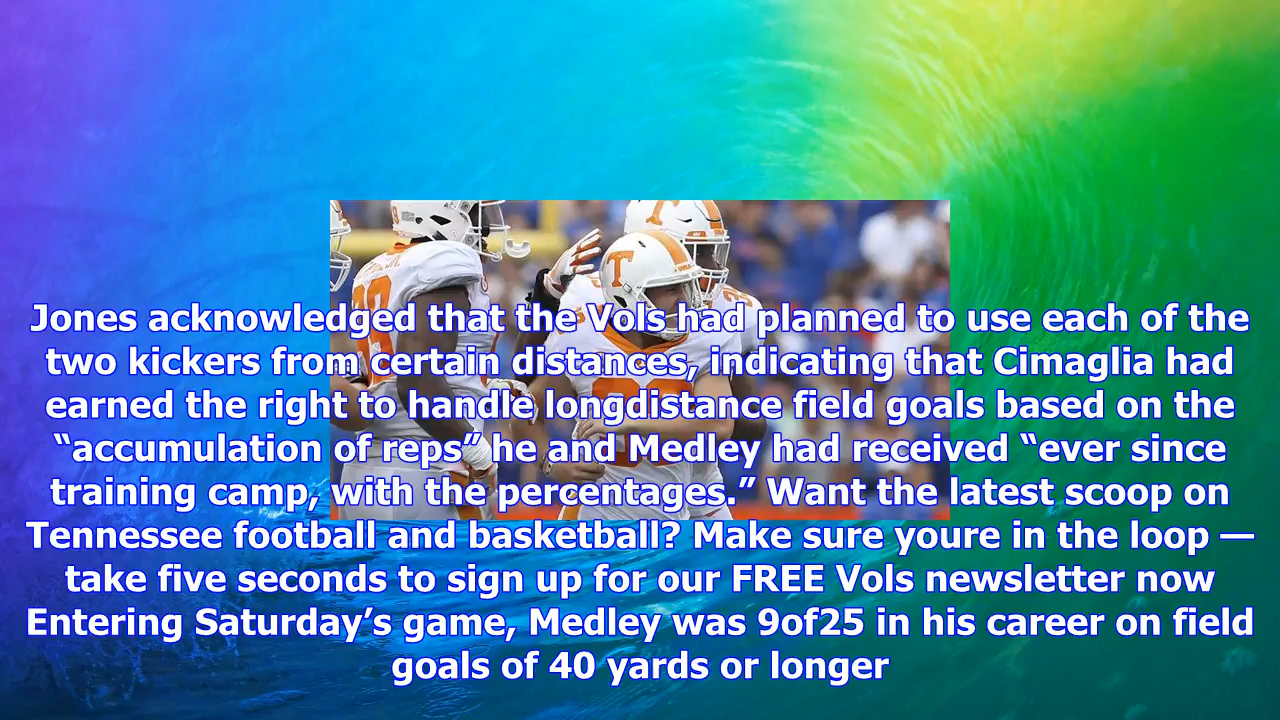 Jones acknowledged that the Vols had planned to use each of the
two kickers from certain distances, indicating that Cimaglia had
earned the right to handle longdistance field goals based on the
“accumulation of reps” he and Medley had received “ever since
training camp, with the percentages.” Want the latest scoop on
Tennessee football and basketball? Make sure youre in the loop —
take five seconds to sign up for our FREE Vols newsletter now
Entering Saturday’s game, Medley was 9of25 in his career on field
goals of 40 yards or longer